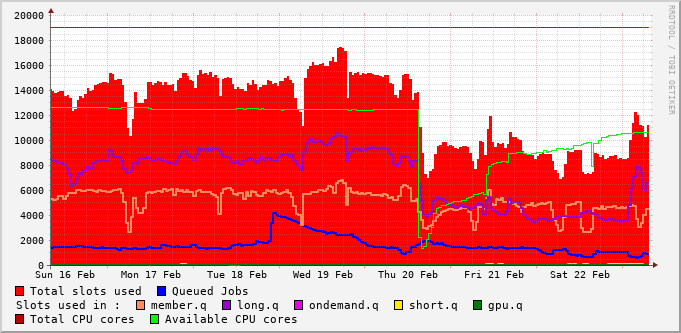 20000
18000
16000
14000
12000
10000
8000
6000
4000
2000
0
Sun 16 Feb Mon 17 Feb Tue 18 Feb Wed 19 Feb Thu 20 Feb Fri 21 Feb Sat 22 Feb
Total slots used Queued Jobs
Slots used in : member.q long.q ondemand.q short.q gpu.q
Total CPU cores Available CPU cores
RRDTOOL / TOBI OETIKER